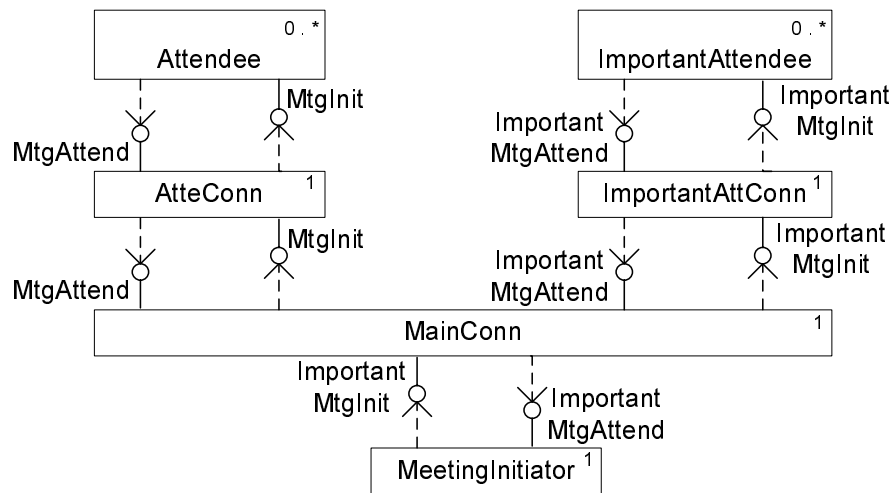 0 . *
Attendee
0 . *
ImportantAttendee
MtgInit
MtgAttend
Important
MtgInit
Important
MtgAttend
1
AtteConn
1
ImportantAttConn
MtgInit
MtgAttend
Important
MtgInit
Important
MtgAttend
1
MainConn
Important
MtgInit
Important
MtgAttend
1
MeetingInitiator